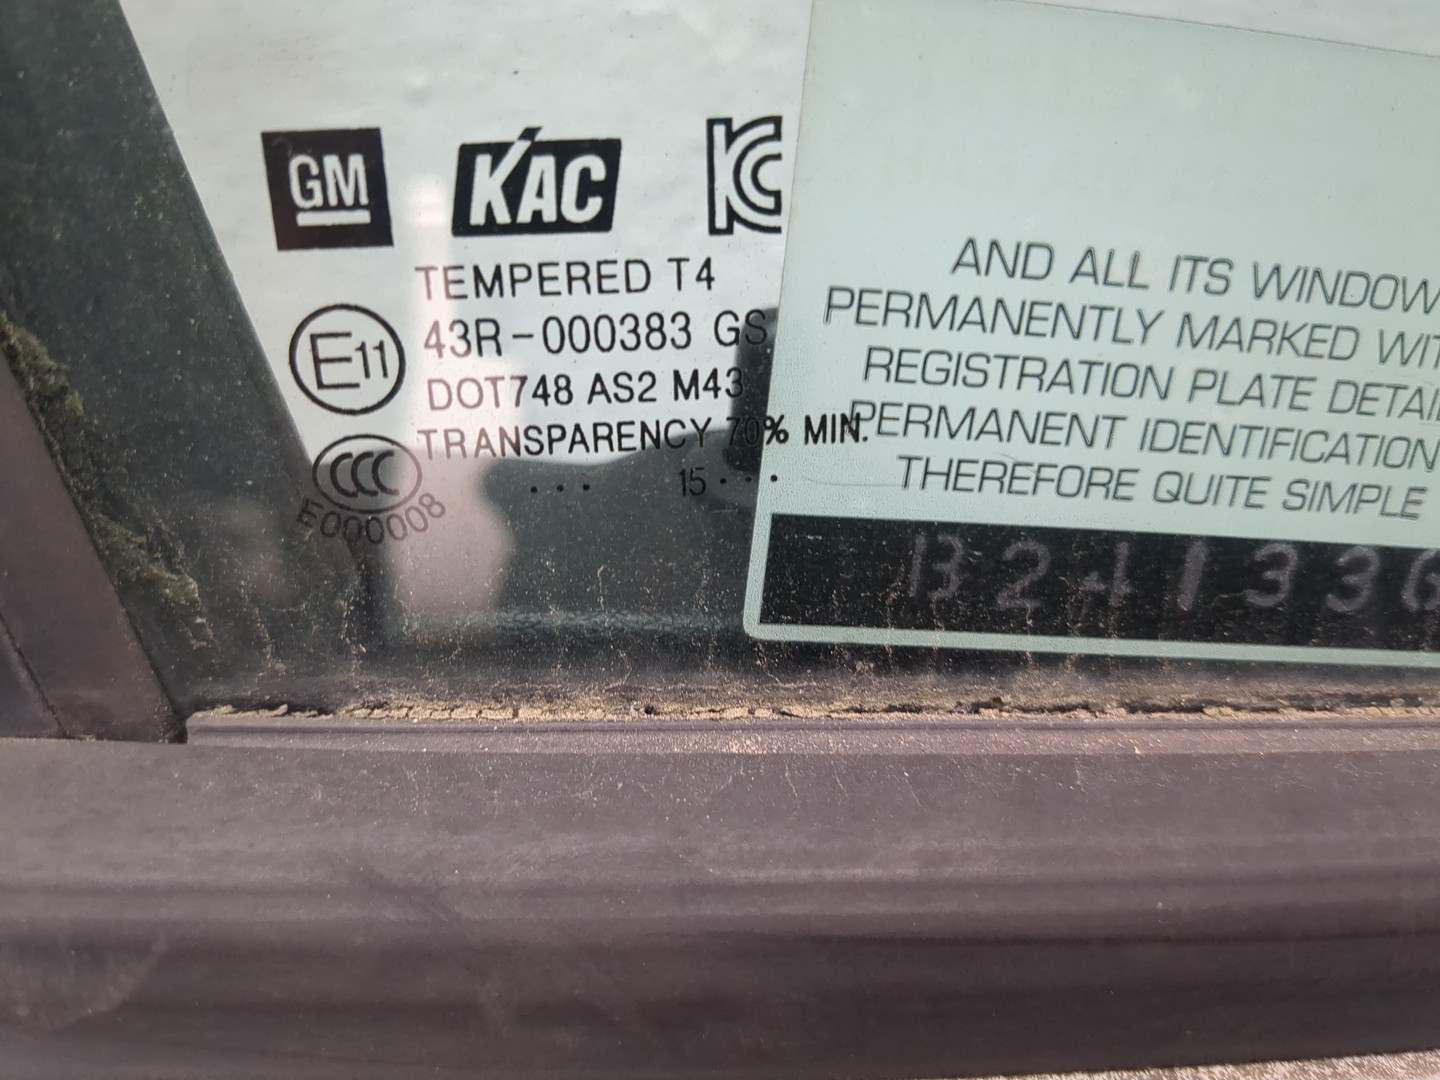 GM
KAC
KC
TEMPERED T4
E11
43R-000383 GS
DOT748 AS2 M43
TRANSPARENCY 70% MIN.
CCC
E000008
... 15 ...
AND ALL ITS WINDOW
PERMANENTLY MARKED WIT
REGISTRATION PLATE DETAI
PERMANENT IDENTIFICATION
THEREFORE QUITE SIMPLE